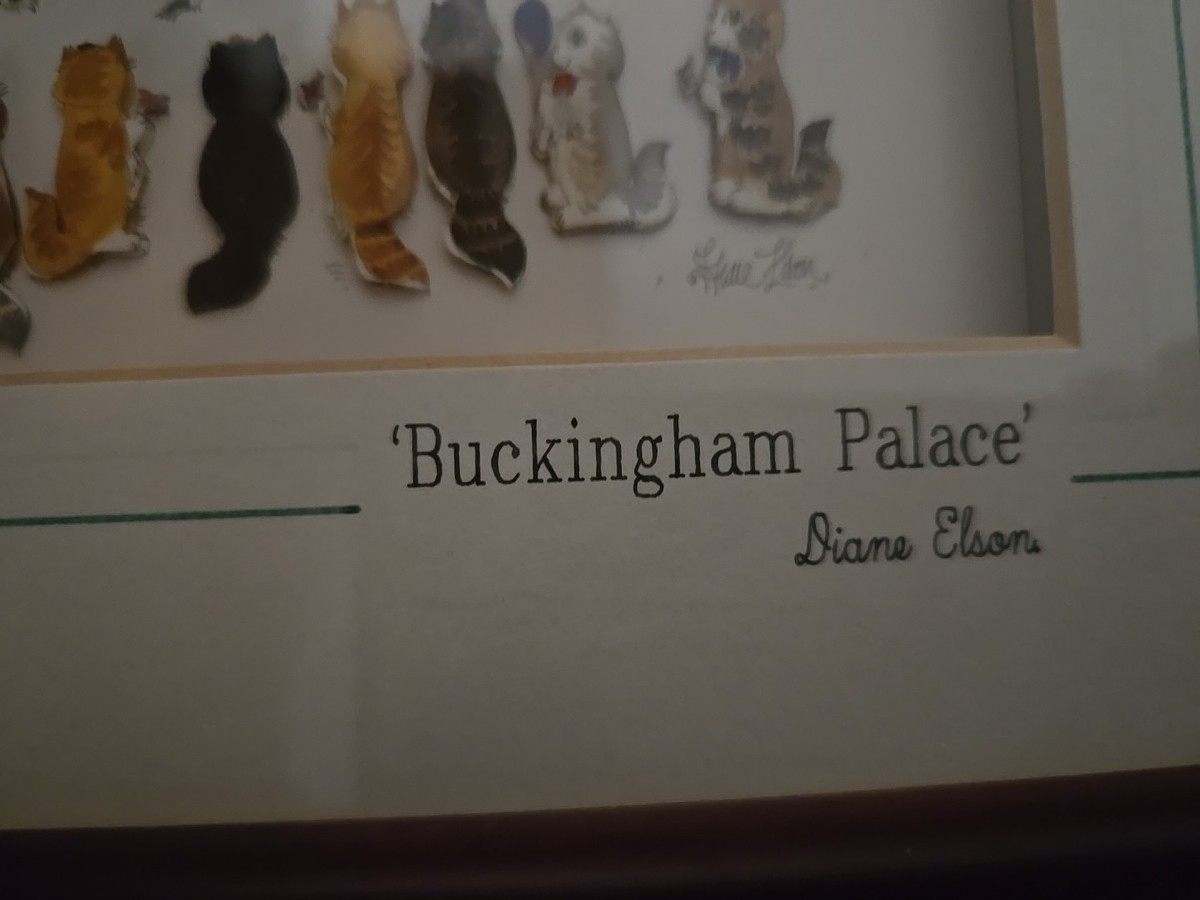 ‘Buckingham Palace’
Diane Elson.